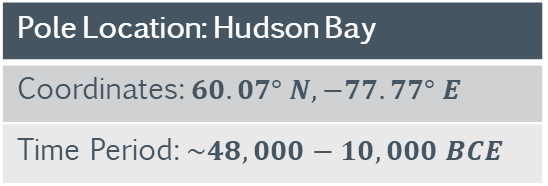 Pole Location: Hudson Bay
Coordinates: 60.07° N, −77.77° E
Time Period: ~48,000 − 10,000 BCE